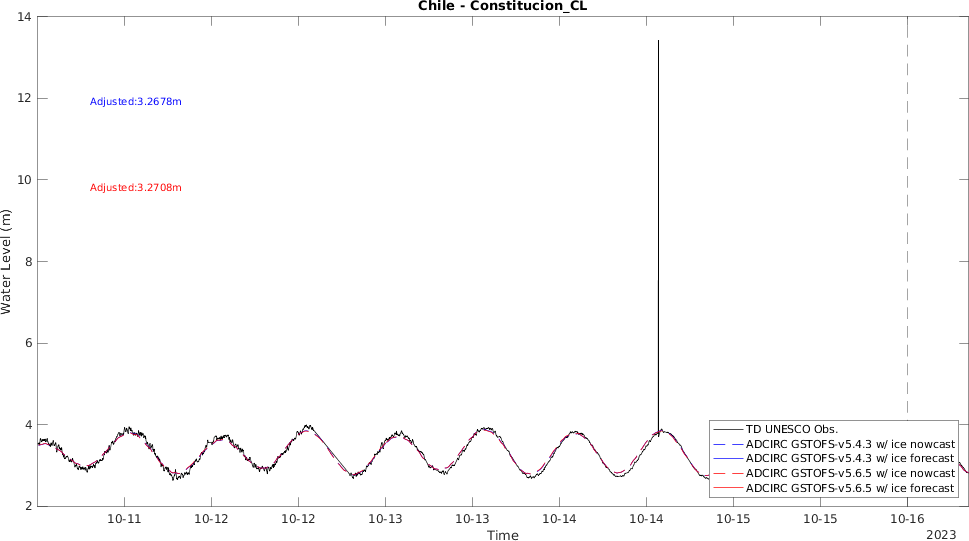 Chile - Constitucion_CL
14
12
10
8
6
4
2
Water Level (m)
Adjusted:3.2678m
Adjusted:3.2708m
TD UNESCO Obs.
ADCIRC GSTOFS-v5.4.3 w/ ice nowcast
ADCIRC GSTOFS-v5.4.3 w/ ice forecast
ADCIRC GSTOFS-v5.6.5 w/ ice nowcast
ADCIRC GSTOFS-v5.6.5 w/ ice forecast
10-11 10-12 10-12 10-13 10-13 10-14 10-14 10-15 10-15 10-16
Time
2023